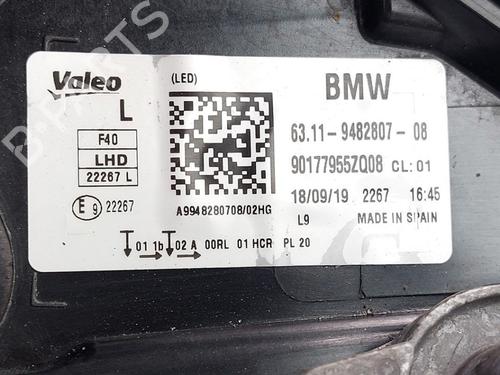 Valeo
(LED)
BMW
L
F40
LHD
22267 L
E 9 22267
A9948280708/02HG
63.11-9482807-08
90177955ZQ08 CL:01
18/09/19 2267 16:45
L9 MADE IN SPAIN
01 1b 02 A 00RL 01 HCR PL 20
B-PARTS